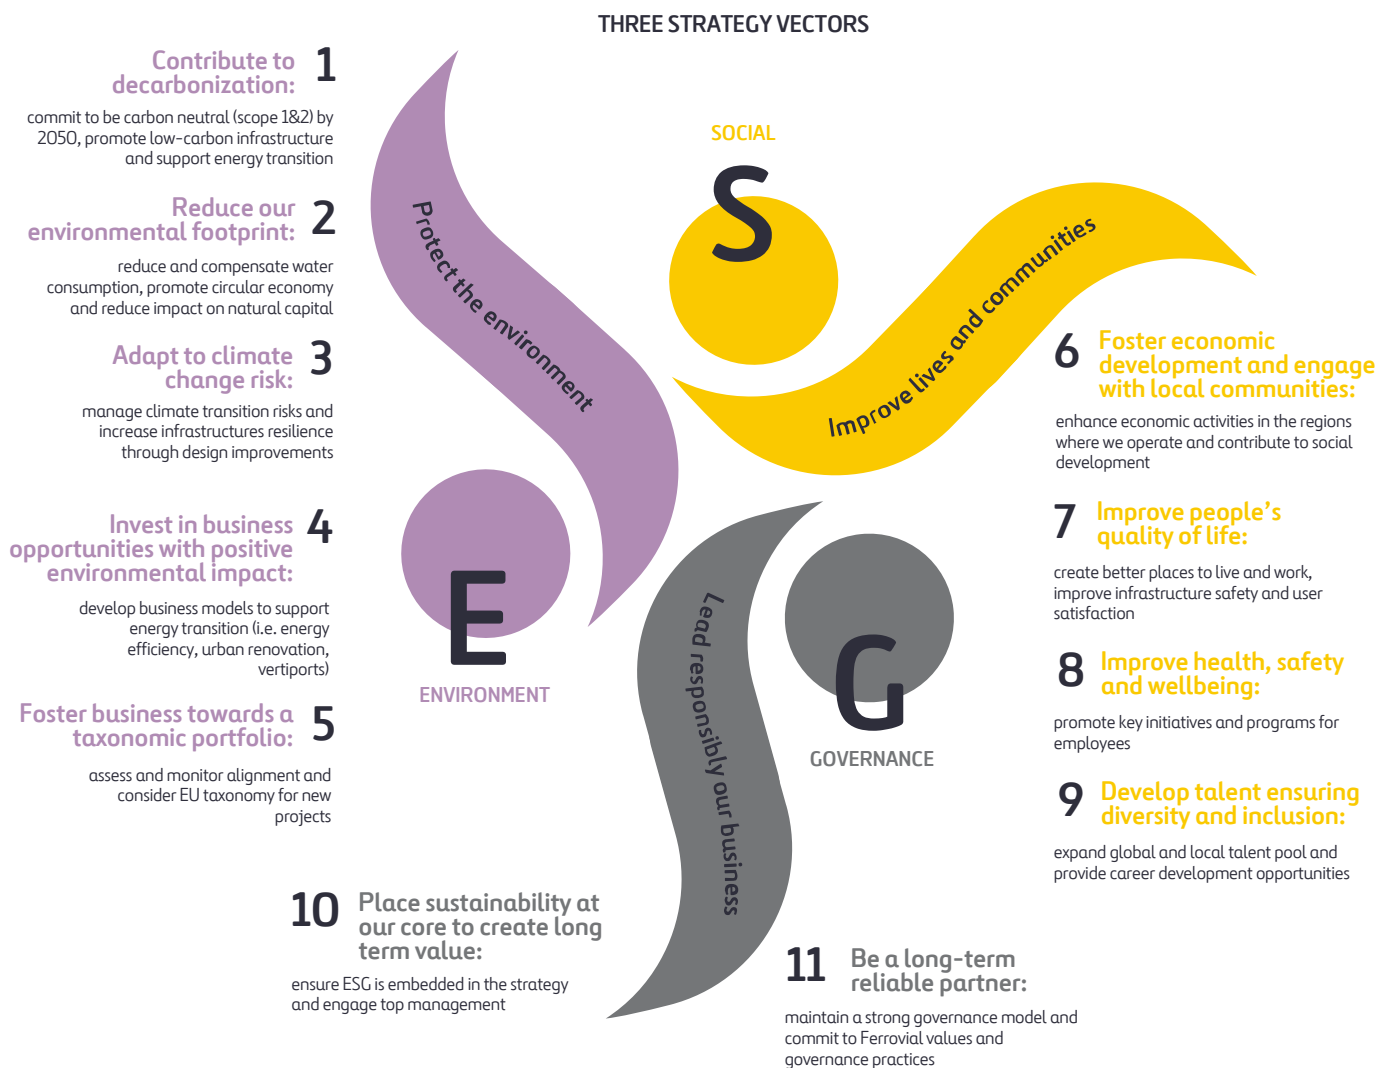 THREE STRATEGY VECTORS
1
Contribute to
decarbonization:
commit to be carbon neutral (scope 1&2) by
2050, promote low-carbon infrastructure
and support energy transition
2
Reduce our
environmental footprint:
reduce and compensate water
consumption, promote circular economy
and reduce impact on natural capital
3
Adapt to climate
change risk:
manage climate transition risks and
increase infrastructures resilience
through design improvements
4
Invest in business
opportunities with positive
environmental impact:
develop business models to support
energy transition (i.e. energy
efficiency, urban renovation,
vertiports)
5
Foster business towards a
taxonomic portfolio:
assess and monitor alignment and
consider EU taxonomy for new
projects
Protect the environment
E
ENVIRONMENT
SOCIAL
S
Improve lives and communities
6
Foster economic
development and engage
with local communities:
enhance economic activities in the regions
where we operate and contribute to social
development
7
Improve people's
quality of life:
create better places to live and work,
improve infrastructure safety and user
satisfaction
8
Improve health, safety
and wellbeing:
promote key initiatives and programs for
employees
9
Develop talent ensuring
diversity and inclusion:
expand global and local talent pool and
provide career development opportunities
Lead responsibly our business
G
GOVERNANCE
10
Place sustainability at
our core to create long
term value:
ensure ESG is embedded in the strategy
and engage top management
11
Be a long-term
reliable partner:
maintain a strong governance model and
commit to Ferrovial values and
governance practices